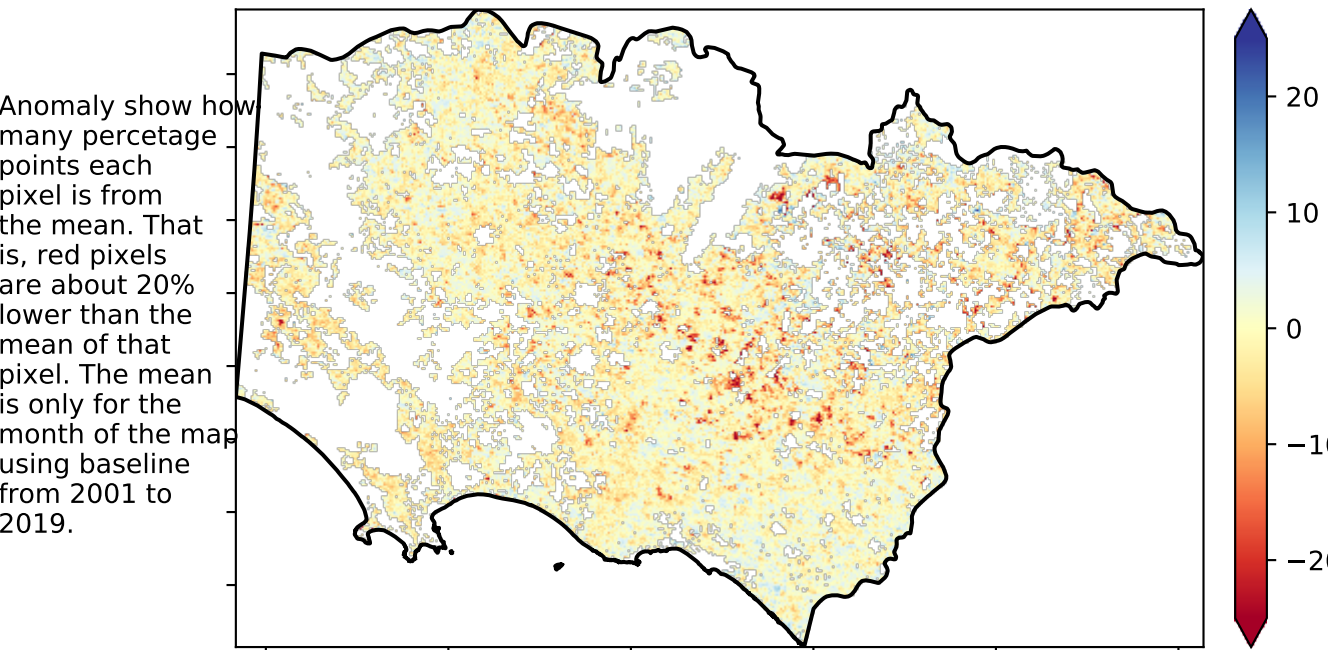 Anomaly show how
many percetage
points each
pixel is from
the mean. That
is, red pixels
are about 20%
lower than the
mean of that
pixel. The mean
is only for the
month of the map
using baseline
from 2001 to
2019.
20
10
0
−10
−20